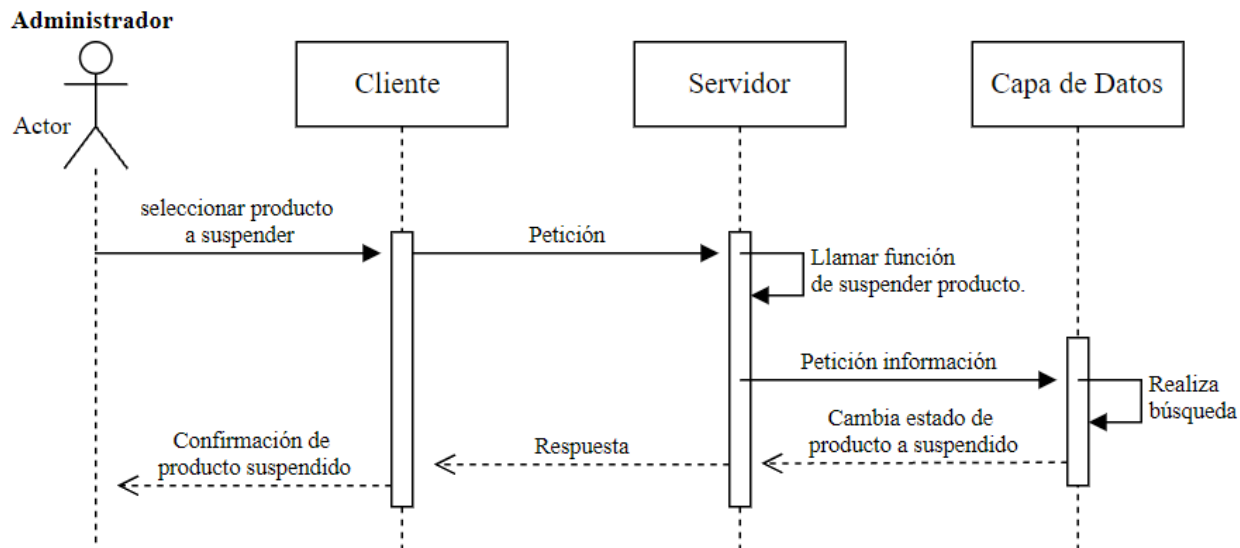 Administrador
Actor
Cliente
Servidor
Capa de Datos
seleccionar producto
a suspender
Petición
Llamar función
de suspender producto.
Petición información
Realiza
búsqueda
Cambia estado de
producto a suspendido
Respuesta
Confirmación de
producto suspendido